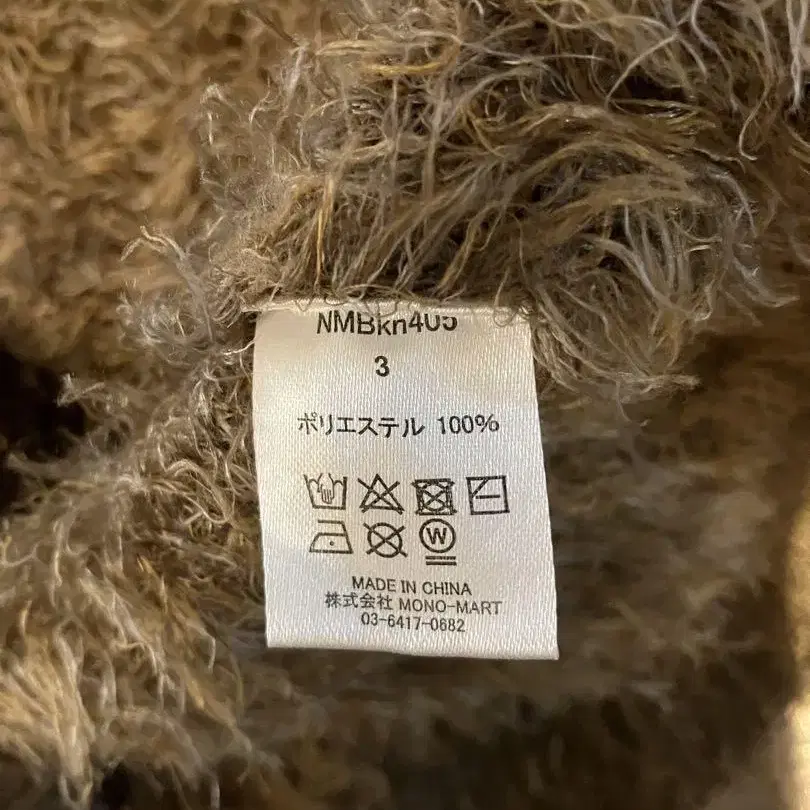 NMBkn405
3
ポリエステル 100%
W
MADE IN CHINA
株式会社 MONO-MART
03-6417-0682